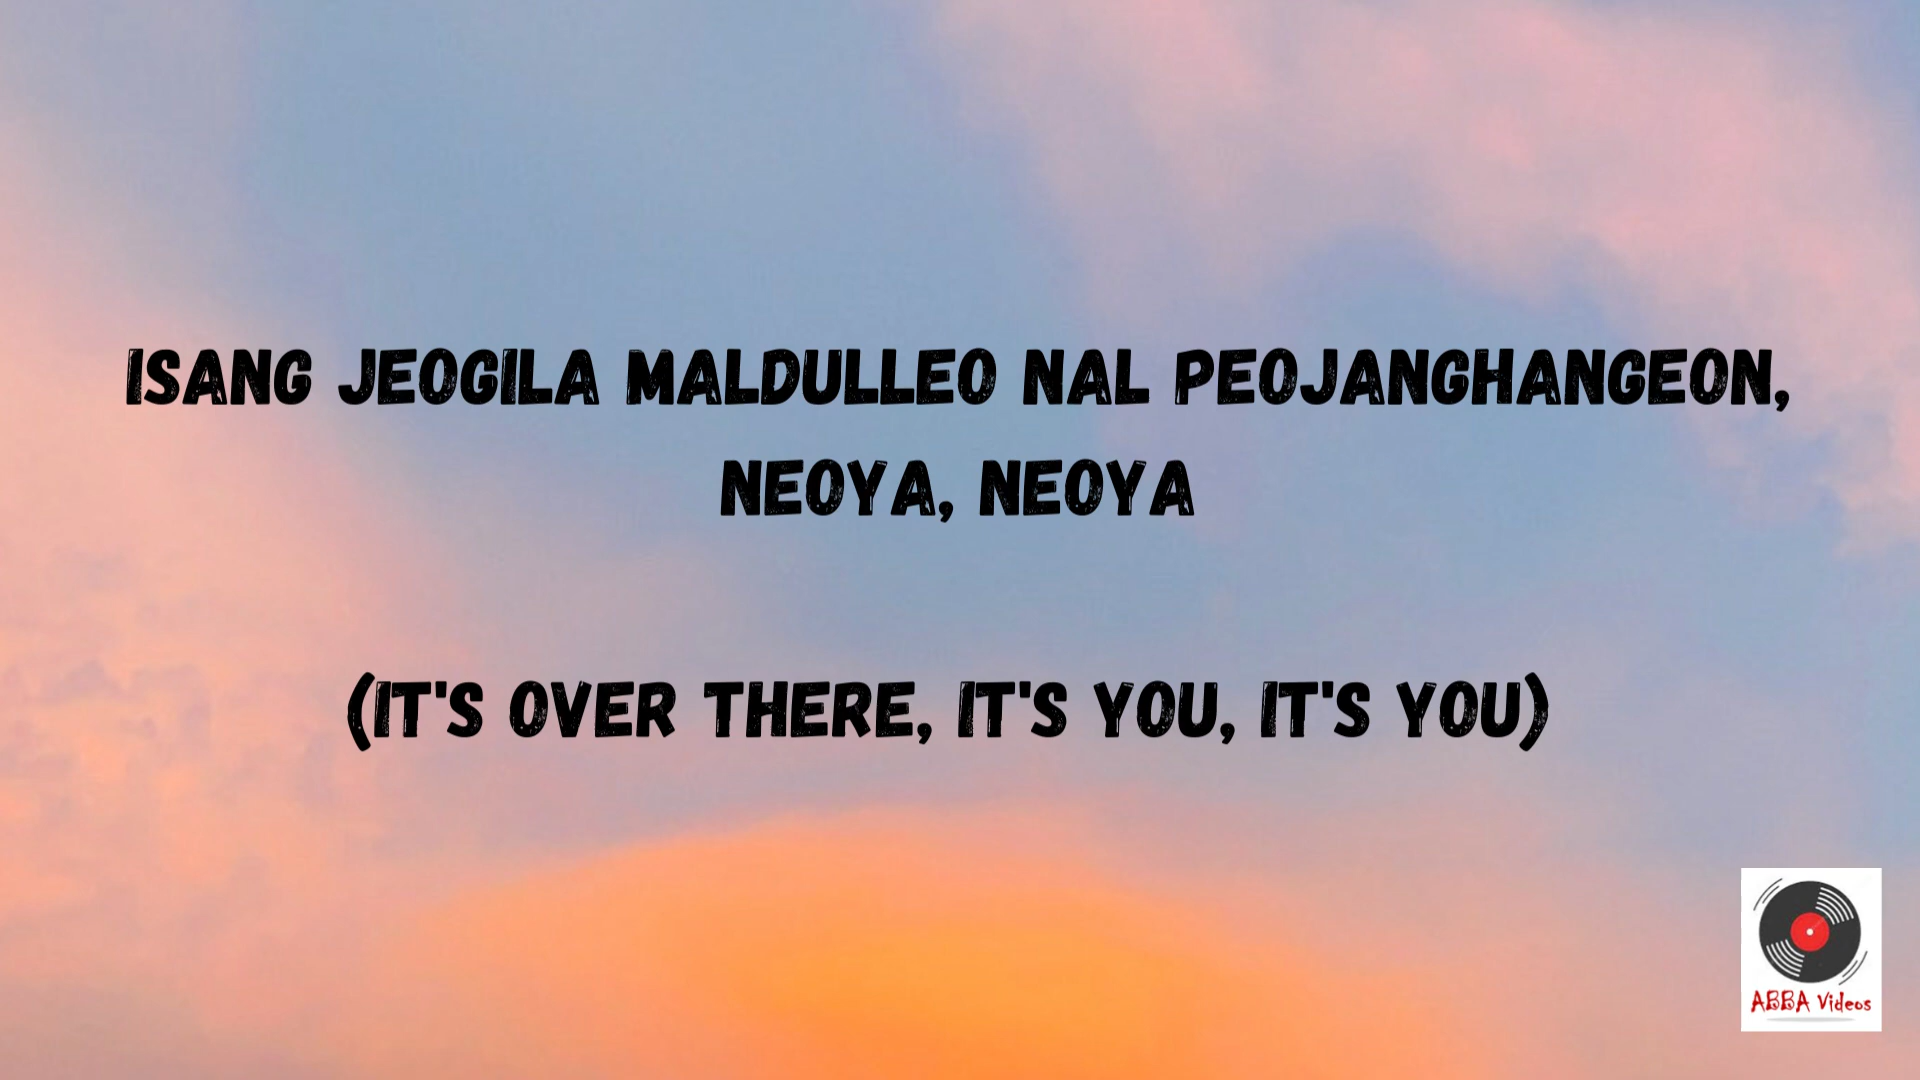 ISANG JEOGILA MALDULLEO NAL PEOJANGHANGEON,
NEOYA, NEOYA
(IT'S OVER THERE, IT'S YOU, IT'S YOU)
ABBA Videos